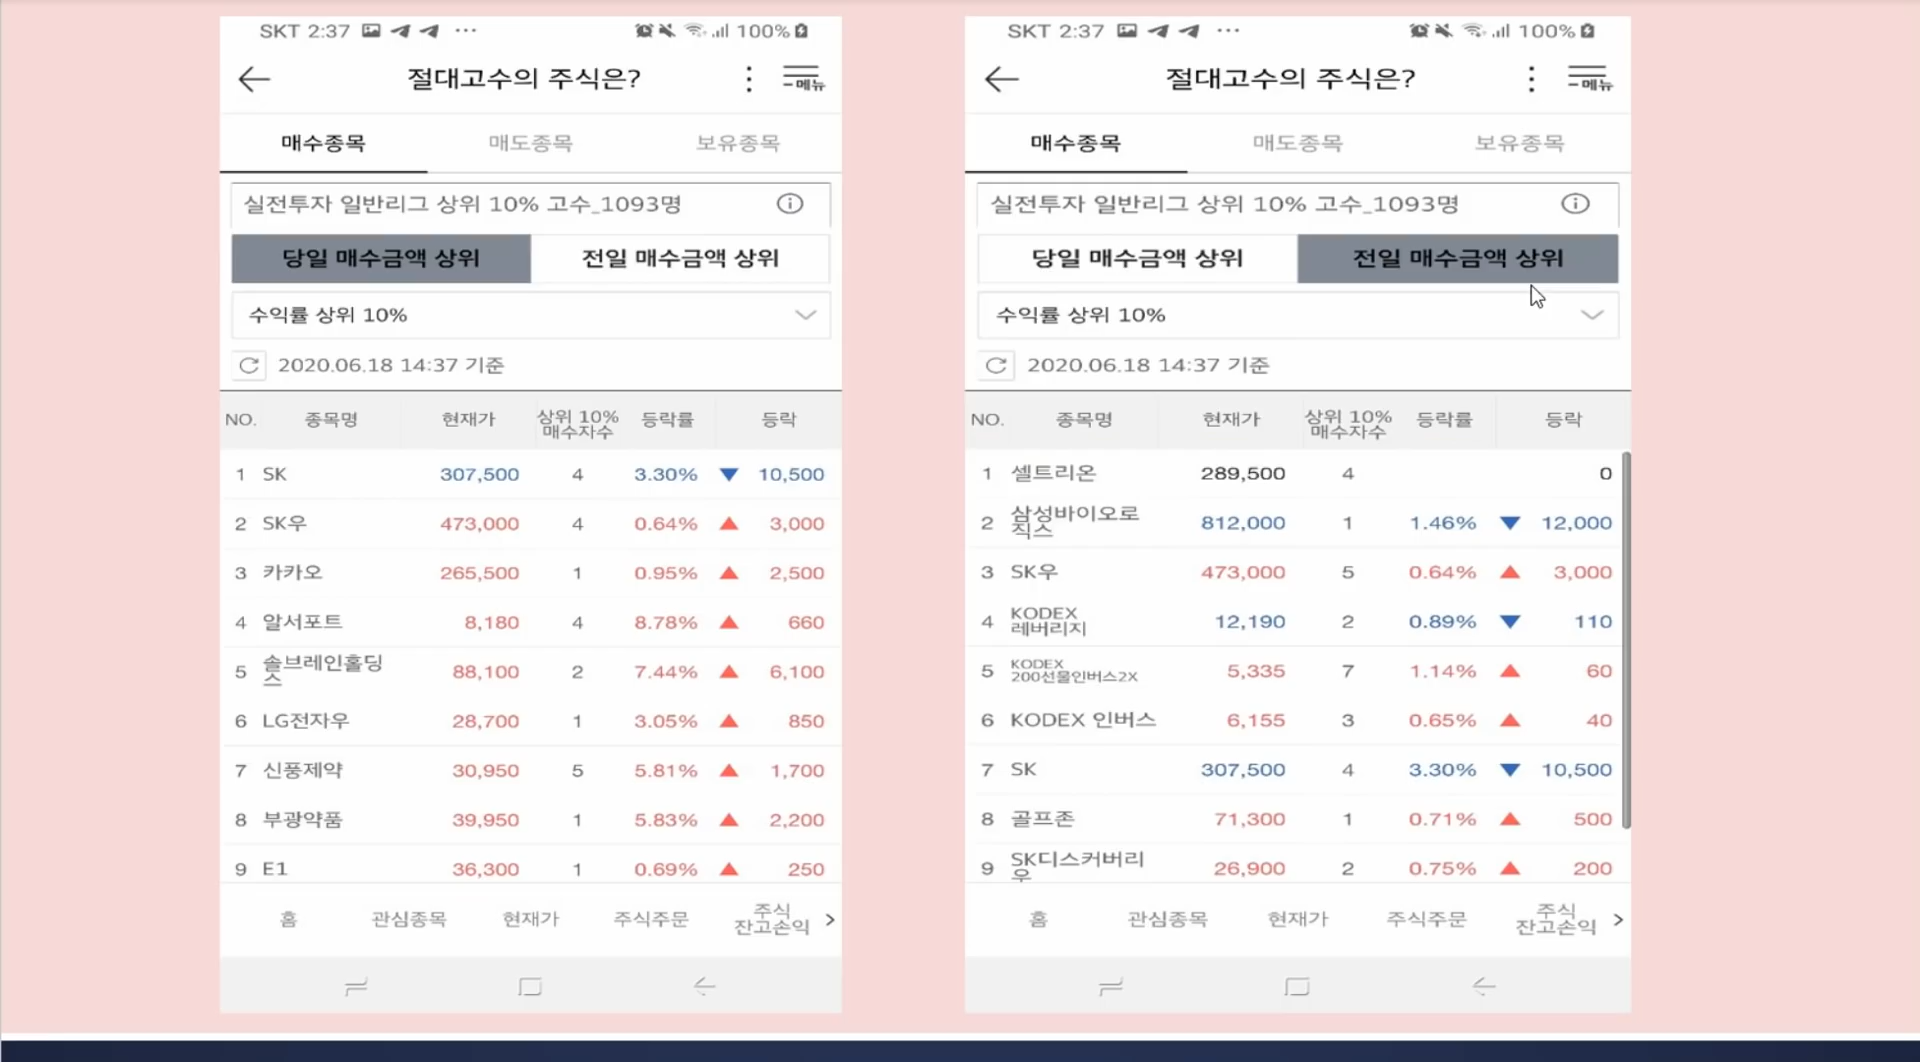 SKT 2:37 ... 100%
절대고수의 주식은?
메뉴
매수종목 매도종목 보유종목
실전투자 일반리그 상위 10% 고수_1093명
당일 매수금액 상위 전일 매수금액 상위
수익률 상위 10%
2020.06.18 14:37 기준
NO. 종목명 현재가 상위 10% 매수자수 등락률 등락
1 SK 307,500 4 3.30% ▼ 10,500
2 SK우 473,000 4 0.64% ▲ 3,000
3 카카오 265,500 1 0.95% ▲ 2,500
4 알서포트 8,180 4 8.78% ▲ 660
5 솔브레인홀딩스 88,100 2 7.44% ▲ 6,100
6 LG전자우 28,700 1 3.05% ▲ 850
7 신풍제약 30,950 5 5.81% ▲ 1,700
8 부광약품 39,950 1 5.83% ▲ 2,200
9 E1 36,300 1 0.69% ▲ 250
홈 관심종목 현재가 주식주문 주식잔고손익 >
SKT 2:37 ... 100%
절대고수의 주식은?
메뉴
매수종목 매도종목 보유종목
실전투자 일반리그 상위 10% 고수_1093명
당일 매수금액 상위 전일 매수금액 상위
수익률 상위 10%
2020.06.18 14:37 기준
NO. 종목명 현재가 상위 10% 매수자수 등락률 등락
1 셀트리온 289,500 4 0
2 삼성바이오로직스 812,000 1 1.46% ▼ 12,000
3 SK우 473,000 5 0.64% ▲ 3,000
4 KODEX 레버리지 12,190 2 0.89% ▼ 110
5 KODEX 200선물인버스2X 5,335 7 1.14% ▲ 60
6 KODEX 인버스 6,155 3 0.65% ▲ 40
7 SK 307,500 4 3.30% ▼ 10,500
8 골프존 71,300 1 0.71% ▲ 500
9 SK디스커버리우 26,900 2 0.75% ▲ 200
홈 관심종목 현재가 주식주문 주식잔고손익 >